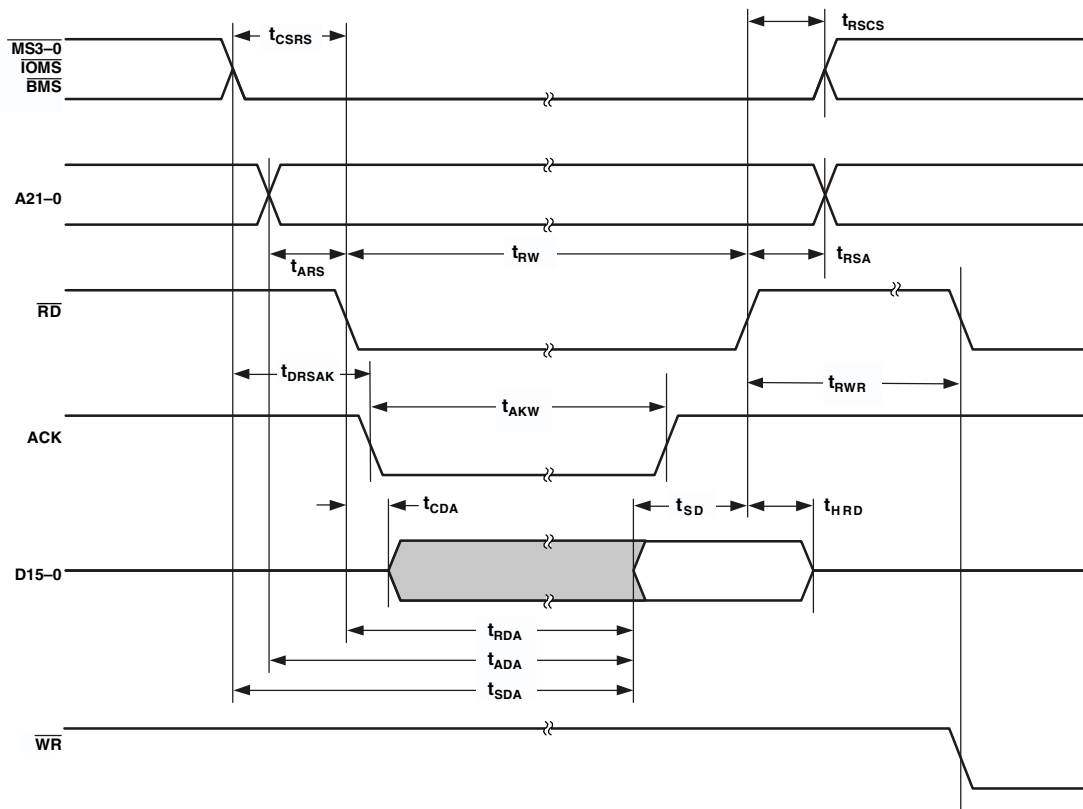 tCSRS
tRSCS
MS3–0
IOMS
BMS
A21–0
tARS
tRW
tRSA
RD
tDRSAK
tAKW
tRWR
ACK
tCDA
tSD
tHRD
D15–0
tRDA
tADA
tSDA
WR